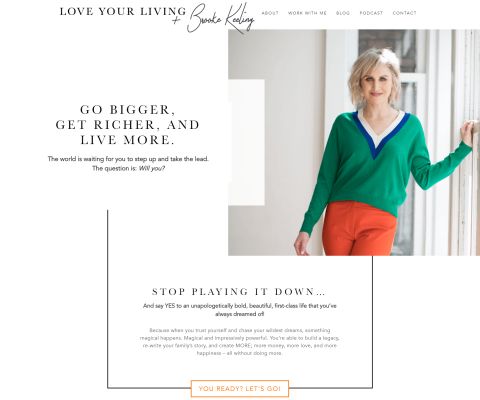 LOVE YOUR LIVING
+ Brooke Keeling
ABOUT WORK WITH ME BLOG PODCAST CONTACT
GO BIGGER,
GET RICHER, AND
LIVE MORE.
The world is waiting for you to step up and take the lead.
The question is: Will you?
STOP PLAYING IT DOWN...
And say YES to an unapologetically bold, beautiful, first-class life that you've
always dreamed of!
Because when you trust yourself and chase your wildest dreams, something
magical happens. Magical and impressively powerful. You're able to build a legacy,
re-write your family's story, and create MORE; more money, more love, and more
happiness – all without doing more.
YOU READY? LET'S GO!